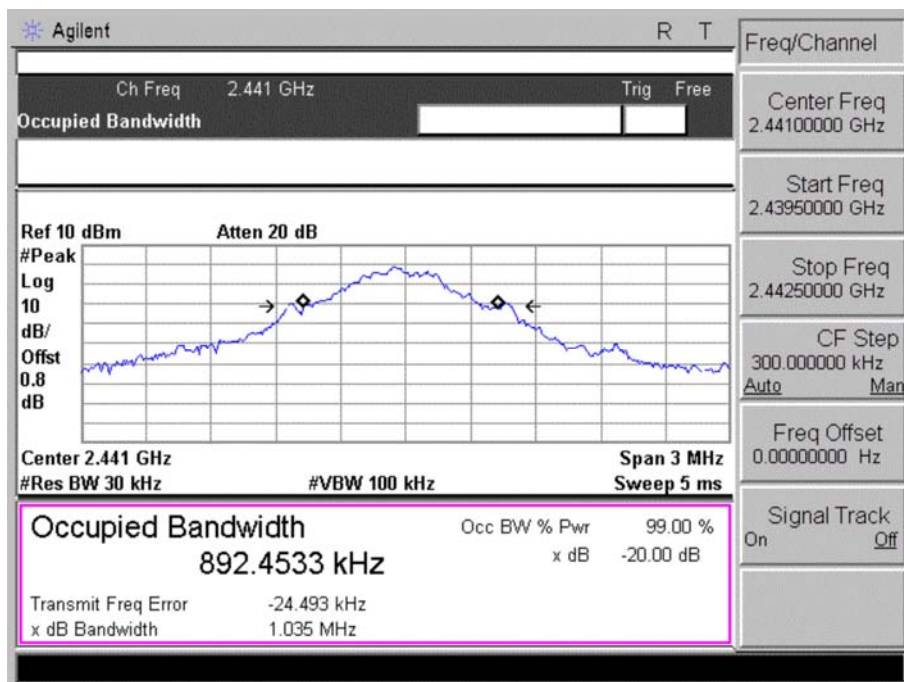 Agilent R T
Ch Freq 2.441 GHz Trig Free
Occupied Bandwidth
Ref 10 dBm Atten 20 dB
#Peak
Log
10
dB/
Offst
0.8
dB
Center 2.441 GHz Span 3 MHz
#Res BW 30 kHz #VBW 100 kHz Sweep 5 ms
Occupied Bandwidth Occ BW % Pwr 99.00 %
892.4533 kHz x dB -20.00 dB
Transmit Freq Error -24.493 kHz
x dB Bandwidth 1.035 MHz
Freq/Channel
Center Freq
2.44100000 GHz
Start Freq
2.43950000 GHz
Stop Freq
2.44250000 GHz
CF Step
300.000000 kHz
Auto Man
Freq Offset
0.00000000 Hz
Signal Track
On Off